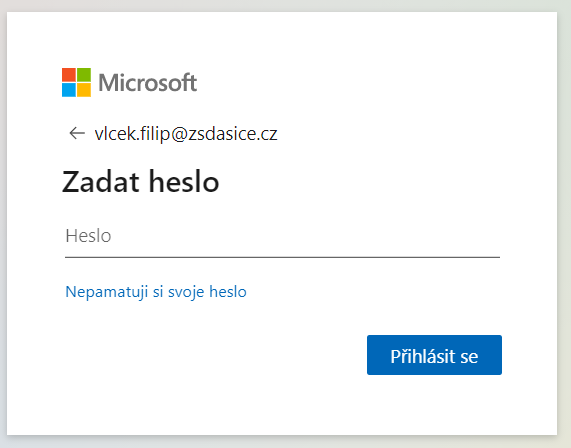 Microsoft
← vlcek.filip@zsdasice.cz
Zadat heslo
Heslo
Nepamatuji si svoje heslo
Přihlásit se